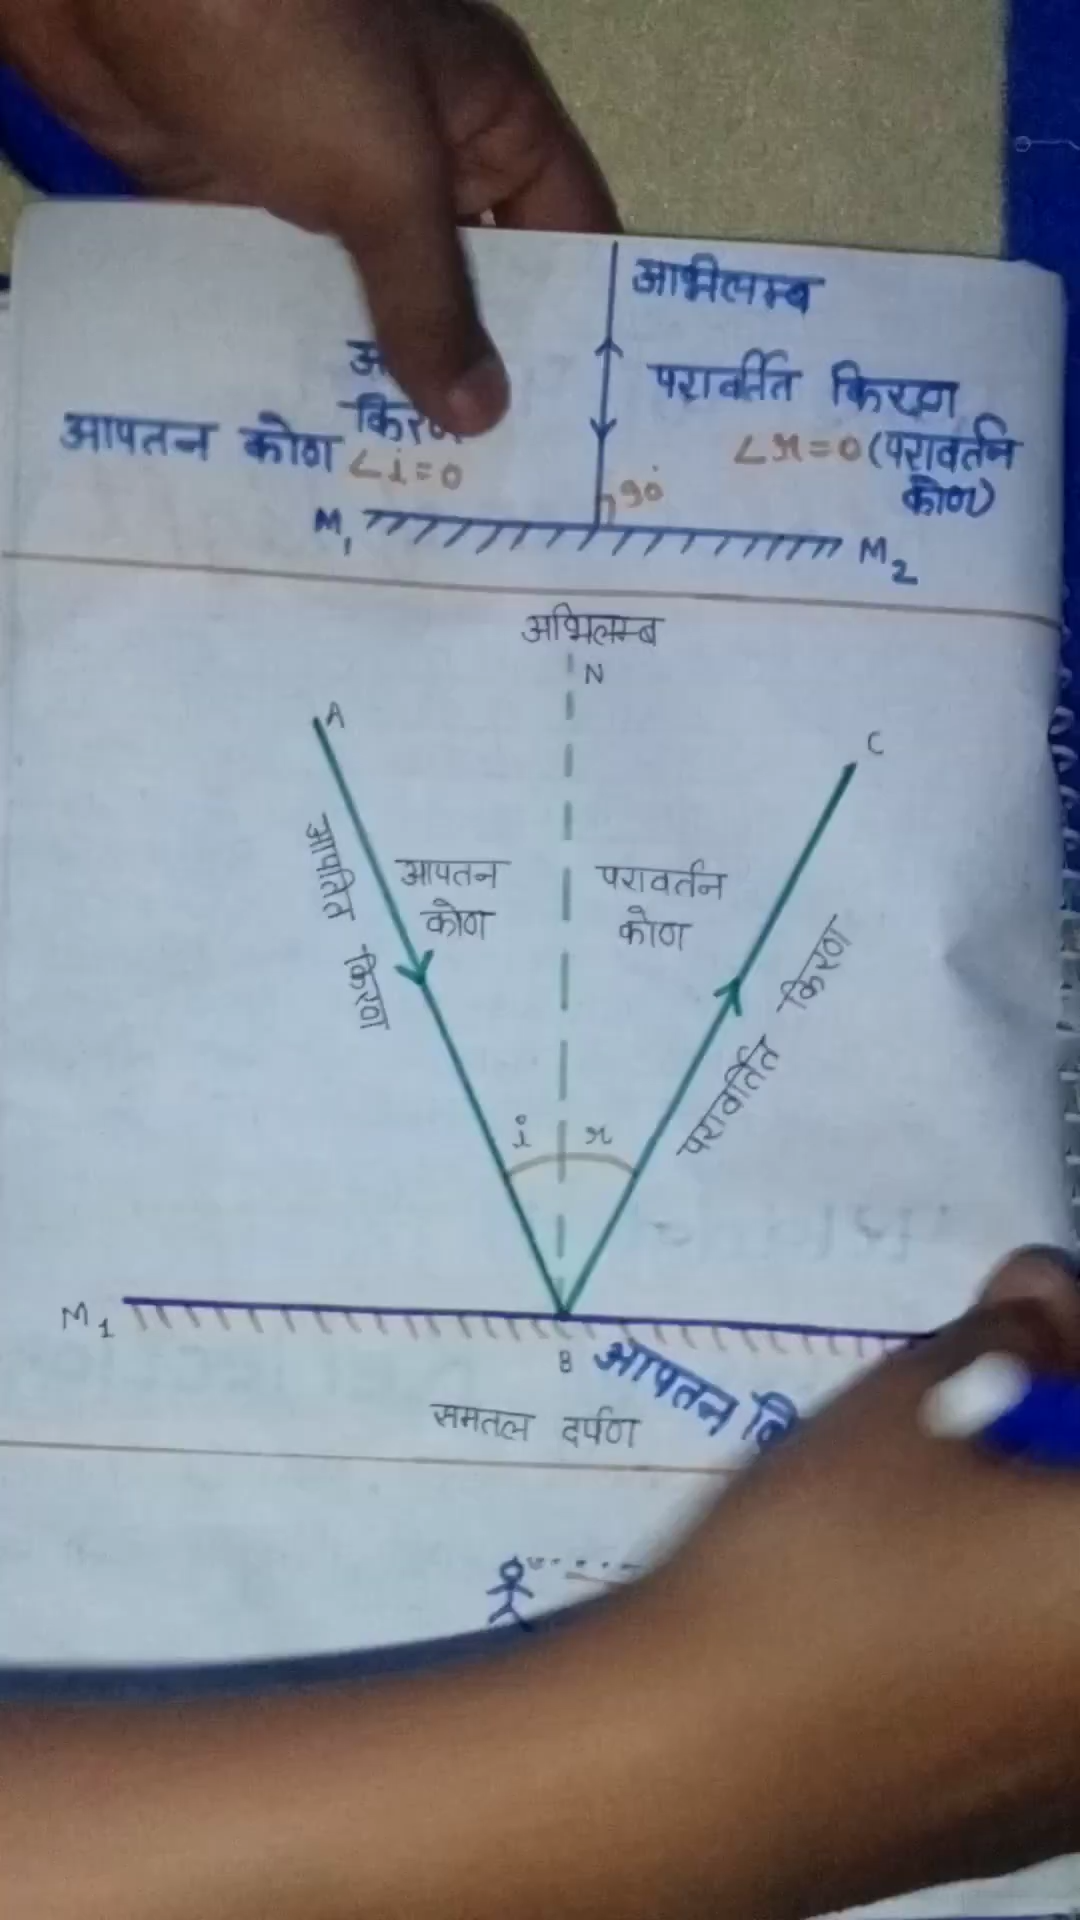 अभिलम्ब
परावर्तित किरण
किरण
आपतन कोण ∠i=0
∠r=0 (परावर्तन
कोण)
90°
M1
M2
अभिलम्ब
N
A
C
आपतित किरण
आपतन
कोण
परावर्तन
कोण
परावर्तित किरण
i r
M1
B
आपतन
समतल दर्पण